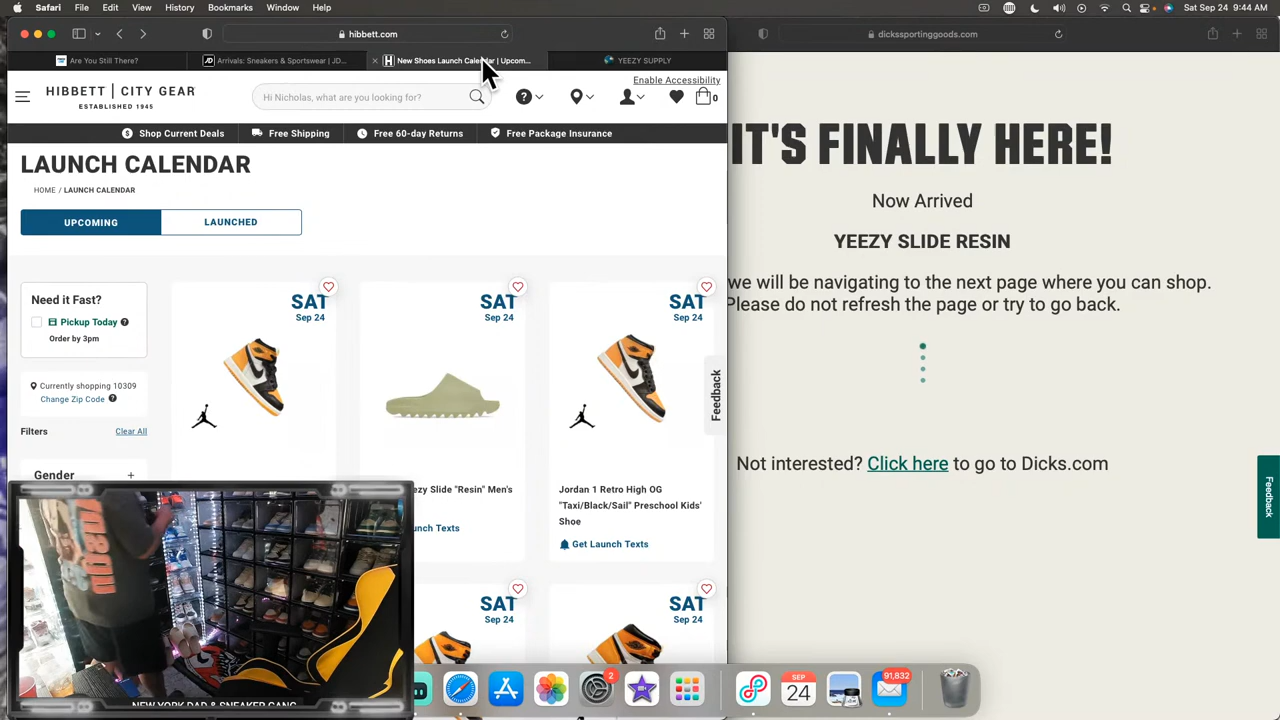 Safari File Edit View History Bookmarks Window Help
Sat Sep 24 9:44 AM
hibbett.com
dickssportinggoods.com
Are You Still There?
Arrivals: Sneakers & Sportswear | JD...
New Shoes Launch Calendar | Upcom...
YEEZY SUPPLY
Enable Accessibility
HIBBETT | CITY GEAR
ESTABLISHED 1945
Hi Nicholas, what are you looking for?
0
Shop Current Deals
Free Shipping
Free 60-day Returns
Free Package Insurance
LAUNCH CALENDAR
HOME / LAUNCH CALENDAR
UPCOMING
LAUNCHED
Need it Fast?
Pickup Today
Order by 3pm
Currently shopping 10309
Change Zip Code
Filters
Clear All
Gender +
SAT
Sep 24
SAT
Sep 24
SAT
Sep 24
Slide "Resin" Men's
Texts
Jordan 1 Retro High OG
"Taxi/Black/Sail" Preschool Kids'
Shoe
Get Launch Texts
SAT
Sep 24
SAT
Sep 24
Feedback
IT'S FINALLY HERE!
Now Arrived
YEEZY SLIDE RESIN
we will be navigating to the next page where you can shop.
Please do not refresh the page or try to go back.
Not interested? Click here to go to Dicks.com
Feedback
NEW YORK DAD & SNEAKER GANG
2
SEP
24
91,832